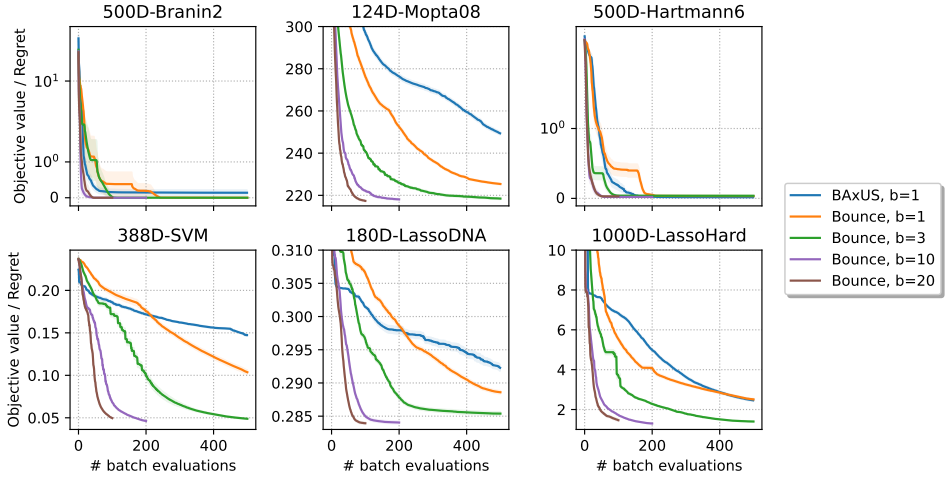 500D-Branin2
124D-Mopta08
500D-Hartmann6
Objective value / Regret
10¹
10⁰
0
300
280
260
240
220
10⁰
0
388D-SVM
180D-LassoDNA
1000D-LassoHard
Objective value / Regret
0.20
0.15
0.10
0.05
0.310
0.305
0.300
0.295
0.290
0.285
10
8
6
4
2
0 200 400
0 200 400
0 200 400
# batch evaluations
# batch evaluations
# batch evaluations
BAxUS, b=1
Bounce, b=1
Bounce, b=3
Bounce, b=10
Bounce, b=20